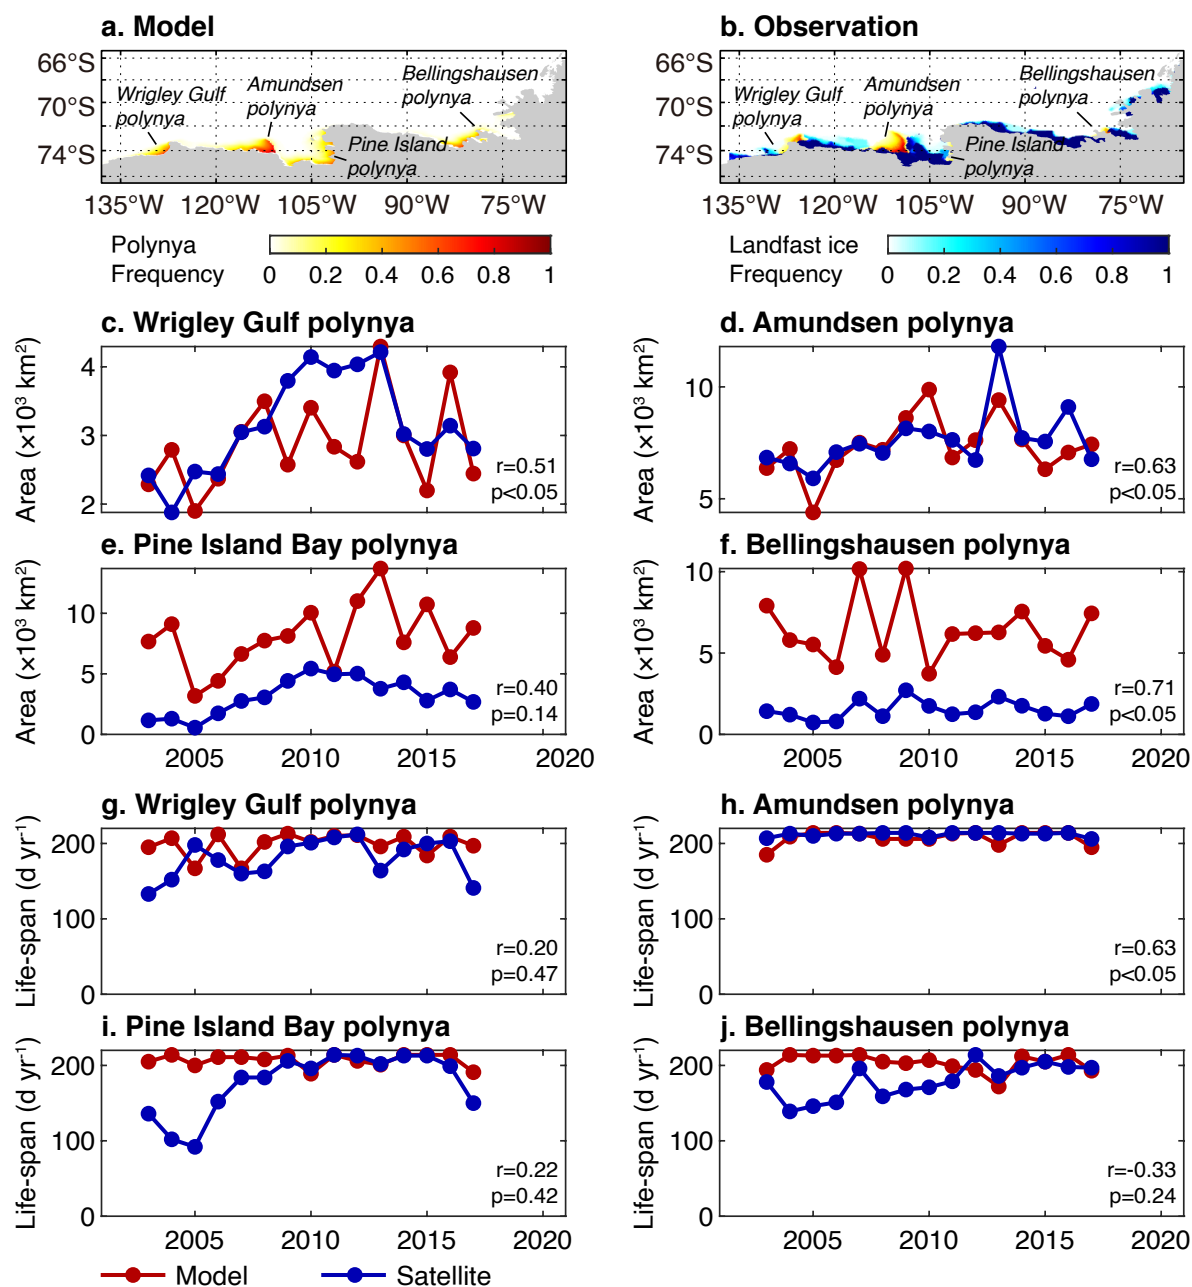 a. Model
b. Observation
66°S
70°S
74°S
Wrigley Gulf
polynya
Amundsen
polynya
Bellingshausen
polynya
Pine Island
polynya
Wrigley Gulf
polynya
Amundsen
polynya
Bellingshausen
polynya
Pine Island
polynya
66°S
70°S
74°S
135°W 120°W 105°W 90°W 75°W
135°W 120°W 105°W 90°W 75°W
Polynya
Frequency
0 0.2 0.4 0.6 0.8 1
Landfast ice
Frequency
0 0.2 0.4 0.6 0.8 1
c. Wrigley Gulf polynya
Area (×10³ km²)
4
3
2
r=0.51
p<0.05
d. Amundsen polynya
Area (×10³ km²)
10
5
r=0.63
p<0.05
e. Pine Island Bay polynya
Area (×10³ km²)
10
5
0
r=0.40
p=0.14
2005 2010 2015 2020
f. Bellingshausen polynya
Area (×10³ km²)
10
5
0
r=0.71
p<0.05
2005 2010 2015 2020
g. Wrigley Gulf polynya
Life-span (d yr⁻¹)
200
100
0
r=0.20
p=0.47
h. Amundsen polynya
Life-span (d yr⁻¹)
200
100
0
r=0.63
p<0.05
i. Pine Island Bay polynya
Life-span (d yr⁻¹)
200
100
0
r=0.22
p=0.42
2005 2010 2015 2020
j. Bellingshausen polynya
Life-span (d yr⁻¹)
200
100
0
r=-0.33
p=0.24
2005 2010 2015 2020
Model
Satellite